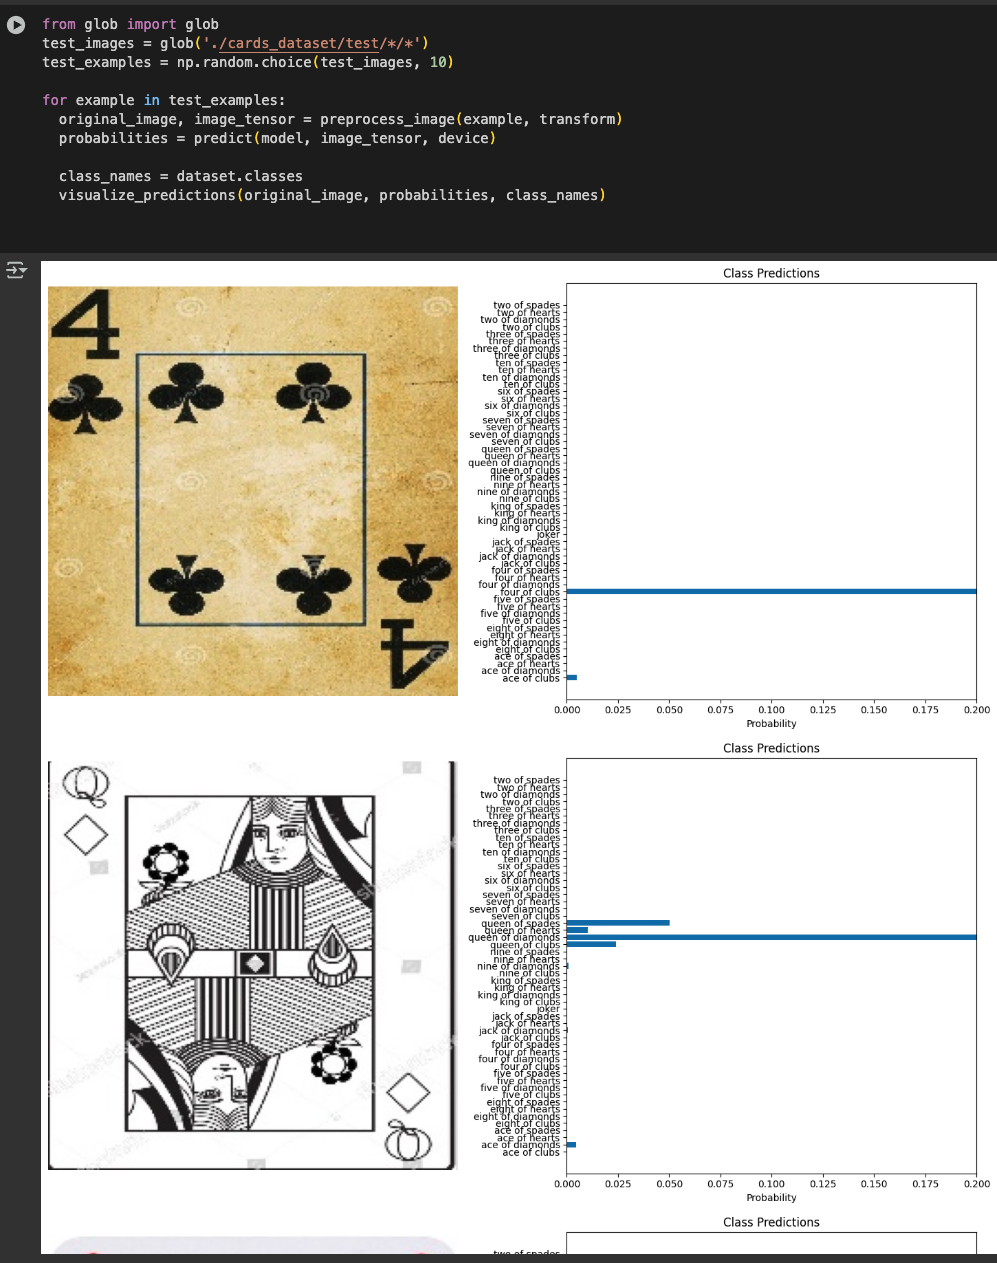 from glob import glob
test_images = glob('./cards_dataset/test/*/*')
test_examples = np.random.choice(test_images, 10)
for example in test_examples:
original_image, image_tensor = preprocess_image(example, transform)
probabilities = predict(model, image_tensor, device)
class_names = dataset.classes
visualize_predictions(original_image, probabilities, class_names)
4
4
Class Predictions
two of spades
two of hearts
two of diamonds
two of clubs
three of spades
three of hearts
three of diamonds
three of clubs
ten of spades
ten of hearts
ten of diamonds
ten of clubs
six of spades
six of hearts
six of diamonds
six of clubs
seven of spades
seven of hearts
seven of diamonds
seven of clubs
queen of spades
queen of hearts
queen of diamonds
queen of clubs
nine of spades
nine of hearts
nine of diamonds
nine of clubs
king of spades
king of hearts
king of diamonds
king of clubs
joker
jack of spades
jack of hearts
jack of diamonds
jack of clubs
four of spades
four of hearts
four of diamonds
four of clubs
five of spades
five of hearts
five of diamonds
five of clubs
eight of spades
eight of hearts
eight of diamonds
eight of clubs
ace of spades
ace of hearts
ace of diamonds
ace of clubs
0.000 0.025 0.050 0.075 0.100 0.125 0.150 0.175 0.200
Probability
Q
Q
Class Predictions
two of spades
two of hearts
two of diamonds
two of clubs
three of spades
three of hearts
three of diamonds
three of clubs
ten of spades
ten of hearts
ten of diamonds
ten of clubs
six of spades
six of hearts
six of diamonds
six of clubs
seven of spades
seven of hearts
seven of diamonds
seven of clubs
queen of spades
queen of hearts
queen of diamonds
queen of clubs
nine of spades
nine of hearts
nine of diamonds
nine of clubs
king of spades
king of hearts
king of diamonds
king of clubs
joker
jack of spades
jack of hearts
jack of diamonds
jack of clubs
four of spades
four of hearts
four of diamonds
four of clubs
five of spades
five of hearts
five of diamonds
five of clubs
eight of spades
eight of hearts
eight of diamonds
eight of clubs
ace of spades
ace of hearts
ace of diamonds
ace of clubs
0.000 0.025 0.050 0.075 0.100 0.125 0.150 0.175 0.200
Probability
Class Predictions
two of spades